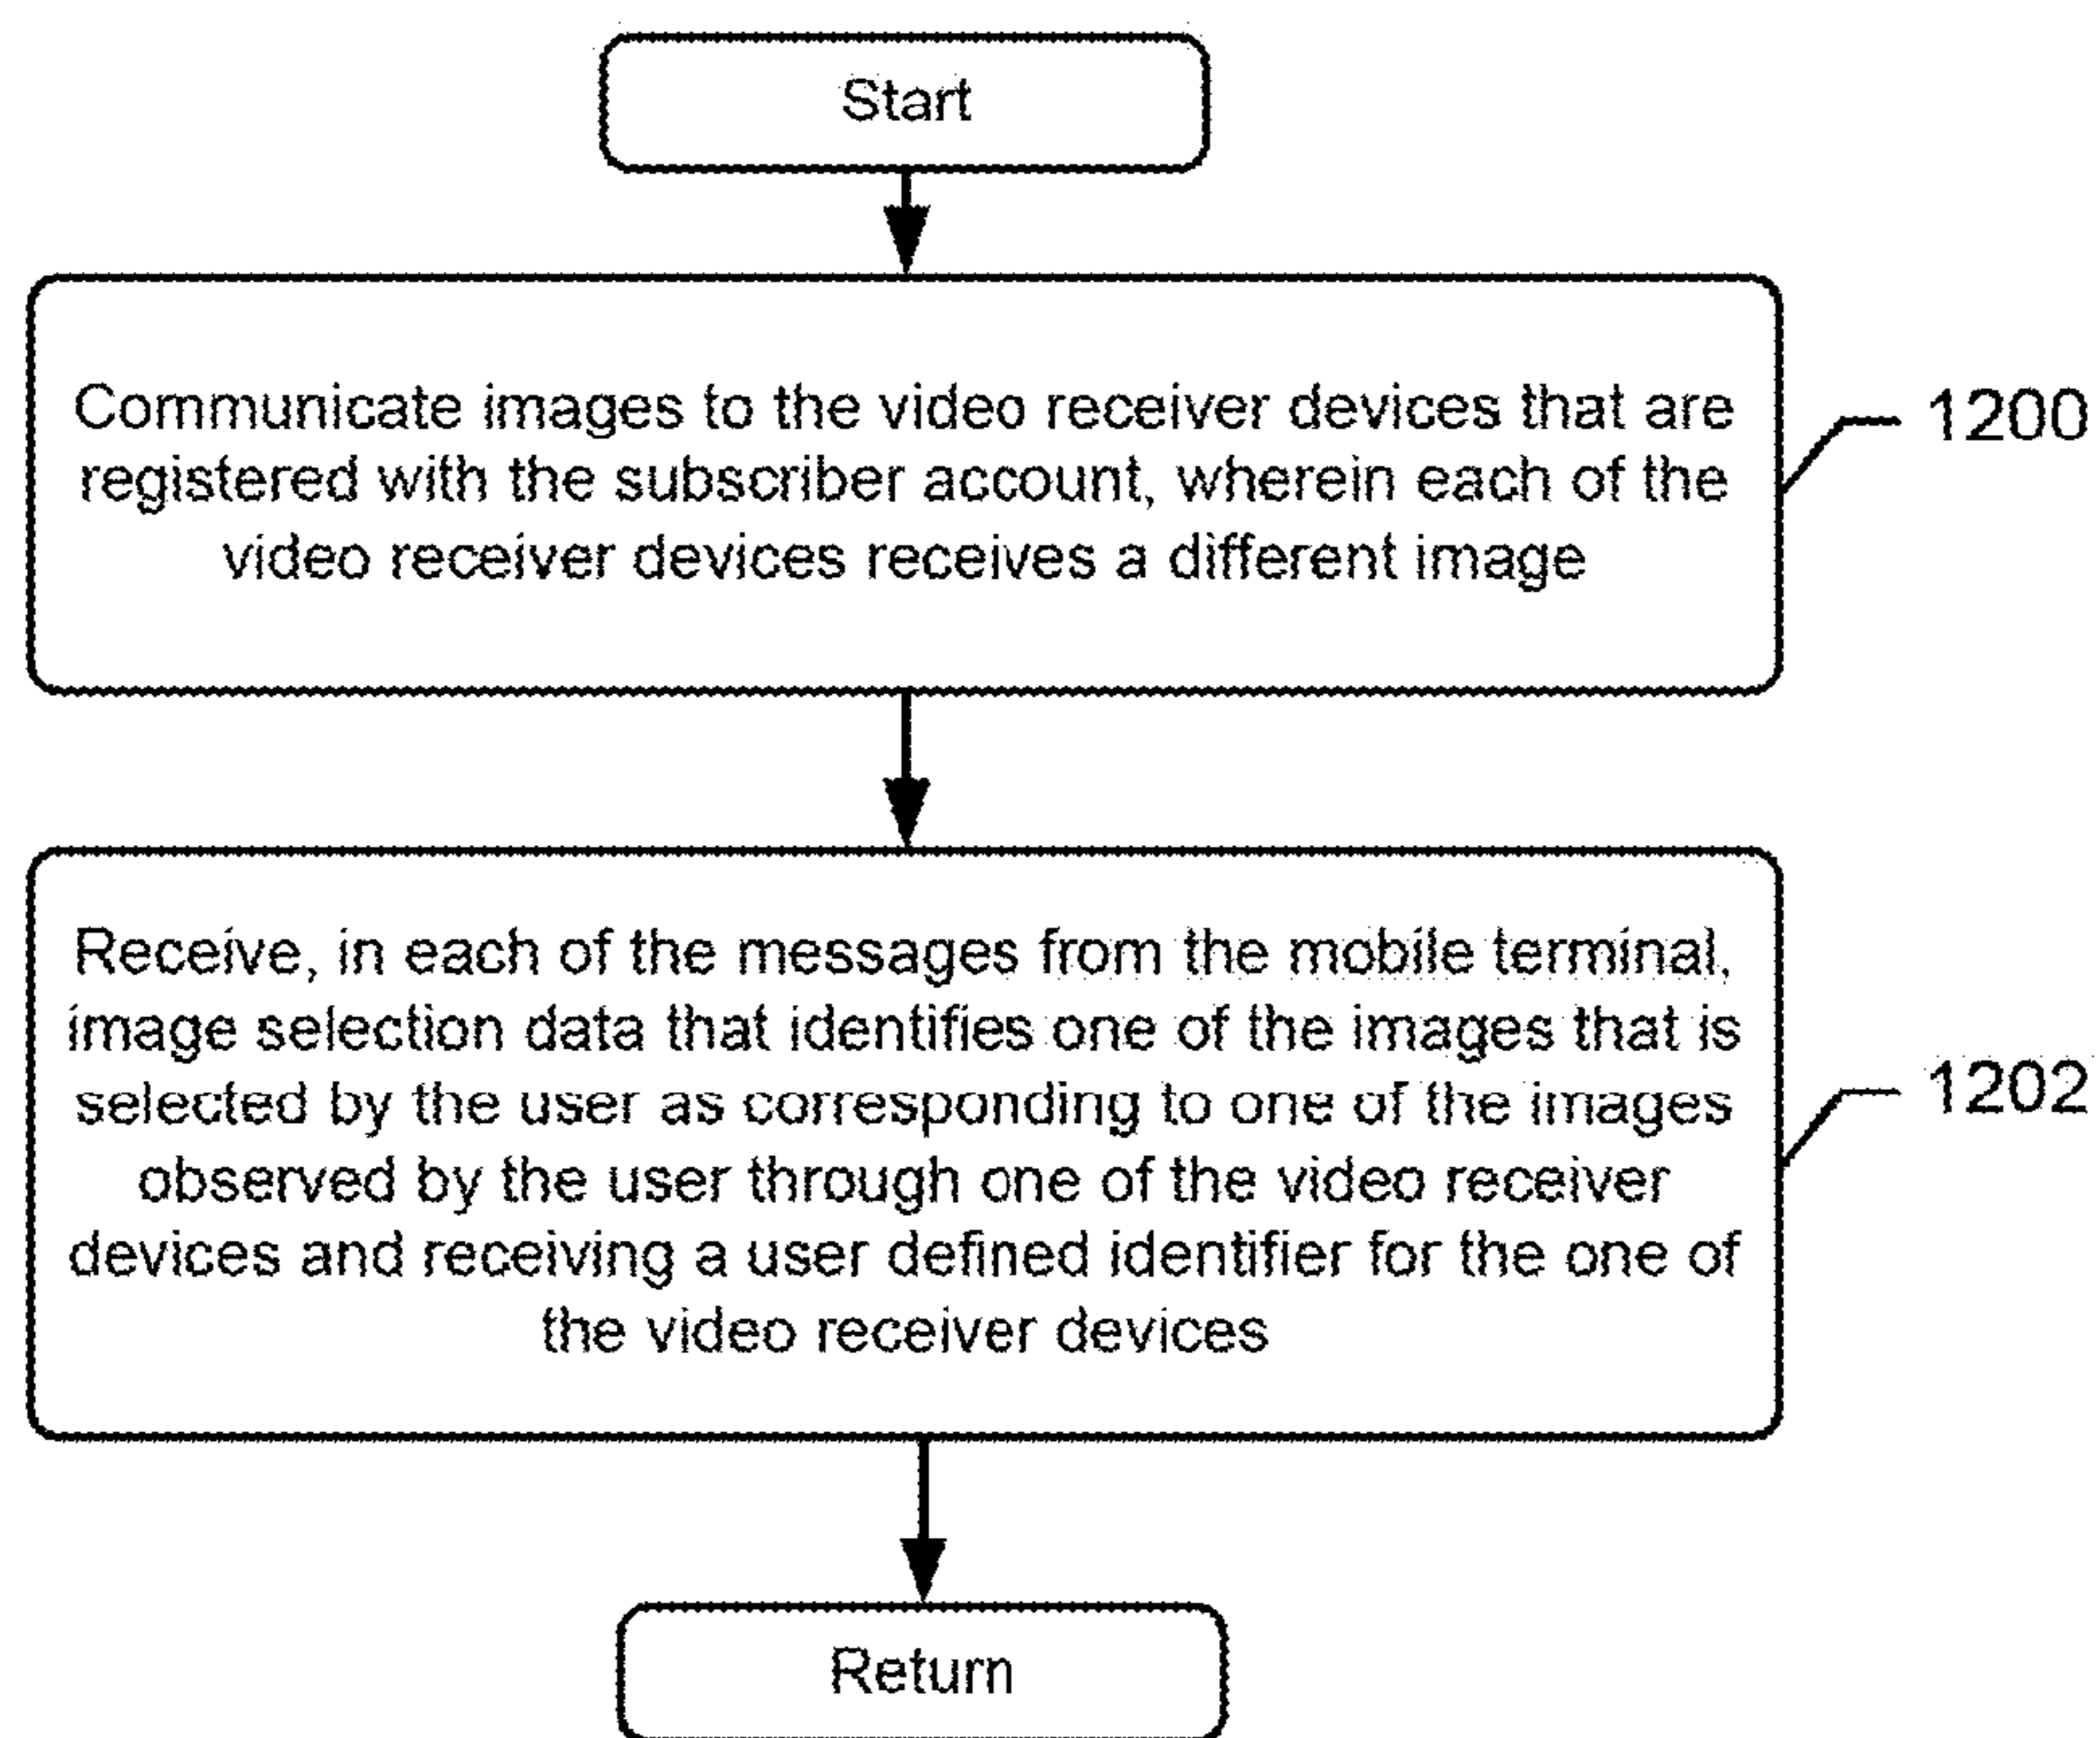 Start
Communicate images to the video receiver devices that are
registered with the subscriber account, wherein each of the
video receiver devices receives a different image
1200
Receive, in each of the messages from the mobile terminal,
image selection data that identifies one of the images that is
selected by the user as corresponding to one of the images
observed by the user through one of the video receiver
devices and receiving a user defined identifier for the one of
the video receiver devices
1202
Return